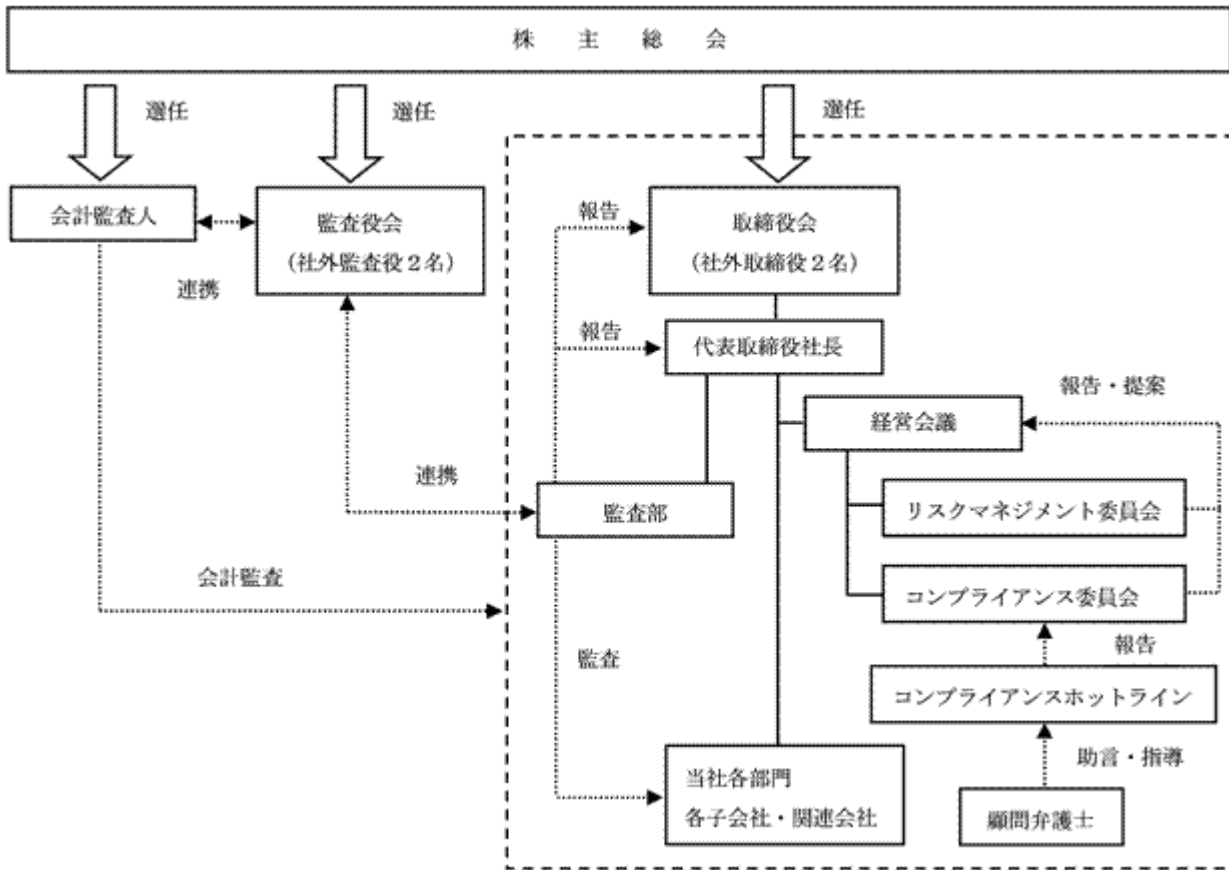 株主総会
選任
選任
選任
会計監査人
監査役会
(社外監査役２名)
報告
取締役会
(社外取締役２名)
連携
報告
代表取締役社長
報告・提案
経営会議
連携
監査部
リスクマネジメント委員会
会計監査
コンプライアンス委員会
監査
報告
コンプライアンスホットライン
当社各部門
各子会社・関連会社
助言・指導
顧問弁護士